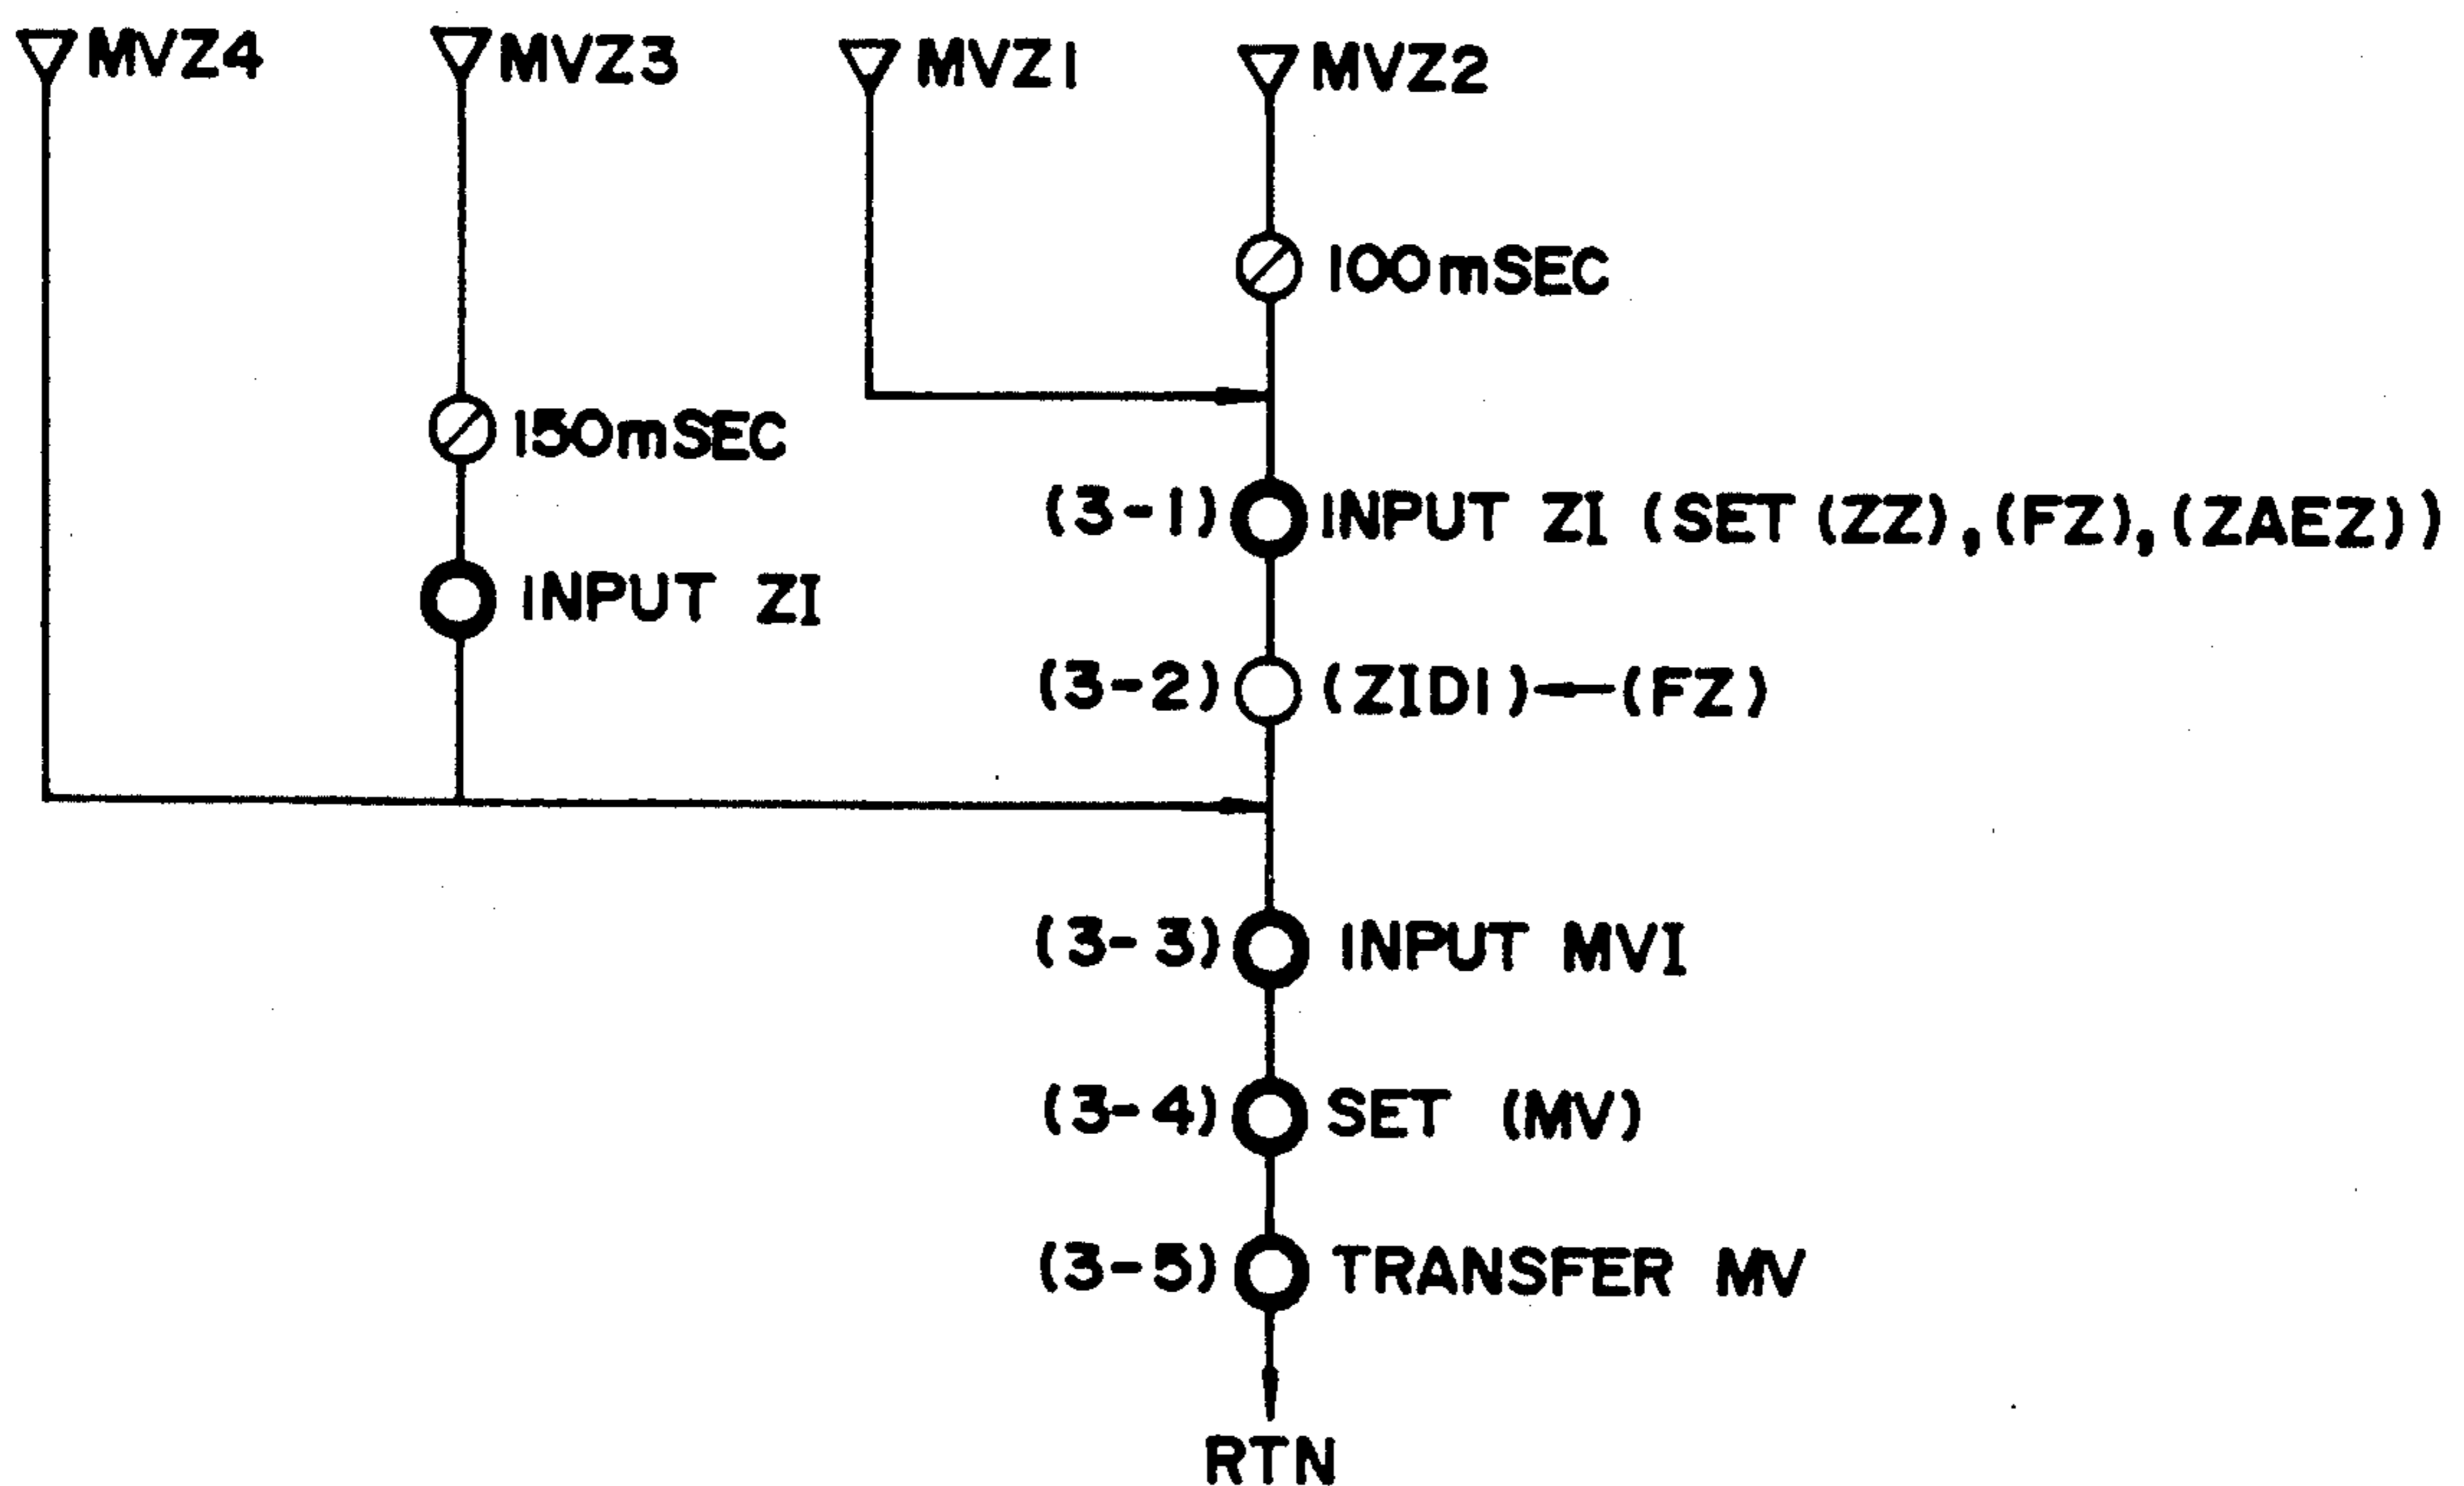 MVZ4 MVZ3 MVZ1 MVZ2
100mSEC
150mSEC
(3-1) INPUT ZI (SET (ZZ), (FZ), (ZAEZ))
INPUT ZI
(3-2) (ZID1)←(FZ)
(3-3) INPUT MVI
(3-4) SET (MV)
(3-5) TRANSFER MV
RTN